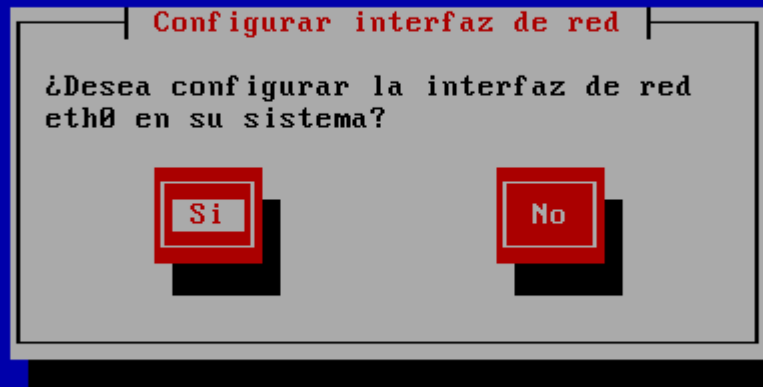 Configurar interfaz de red
¿Desea configurar la interfaz de red
eth0 en su sistema?
Si
No